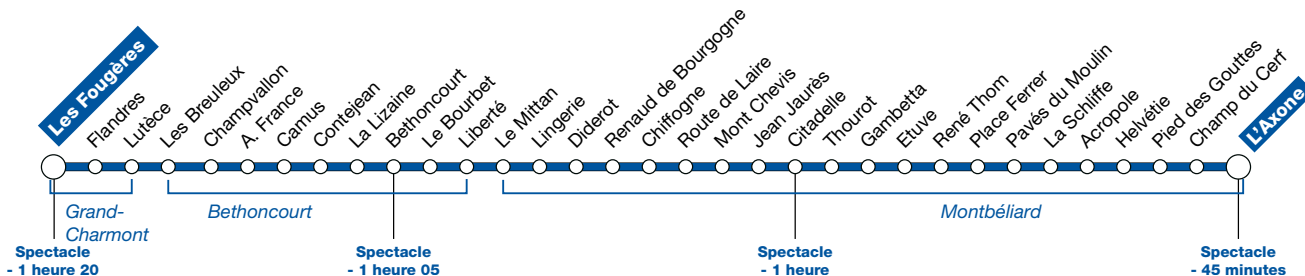 Les Fougères
Flandres
Lutèce
Les Breuleux
Champvallon
A. France
Camus
Contejean
La Lizaine
Bethoncourt
Le Bourbet
Liberté
Le Mittan
Lingerie
Diderot
Renaud de Bourgogne
Chiffogne
Route de Laire
Mont Chevis
Jean Jaurès
Citadelle
Thourot
Gambetta
Etuve
René Thom
Place Ferrer
Pavés du Moulin
La Schliffe
Acropole
Helvétie
Pied des Gouttes
Champ du Cerf
L'Axone
Grand-
Charmont
Bethoncourt
Montbéliard
Spectacle
- 1 heure 20
Spectacle
- 1 heure 05
Spectacle
- 1 heure
Spectacle
- 45 minutes